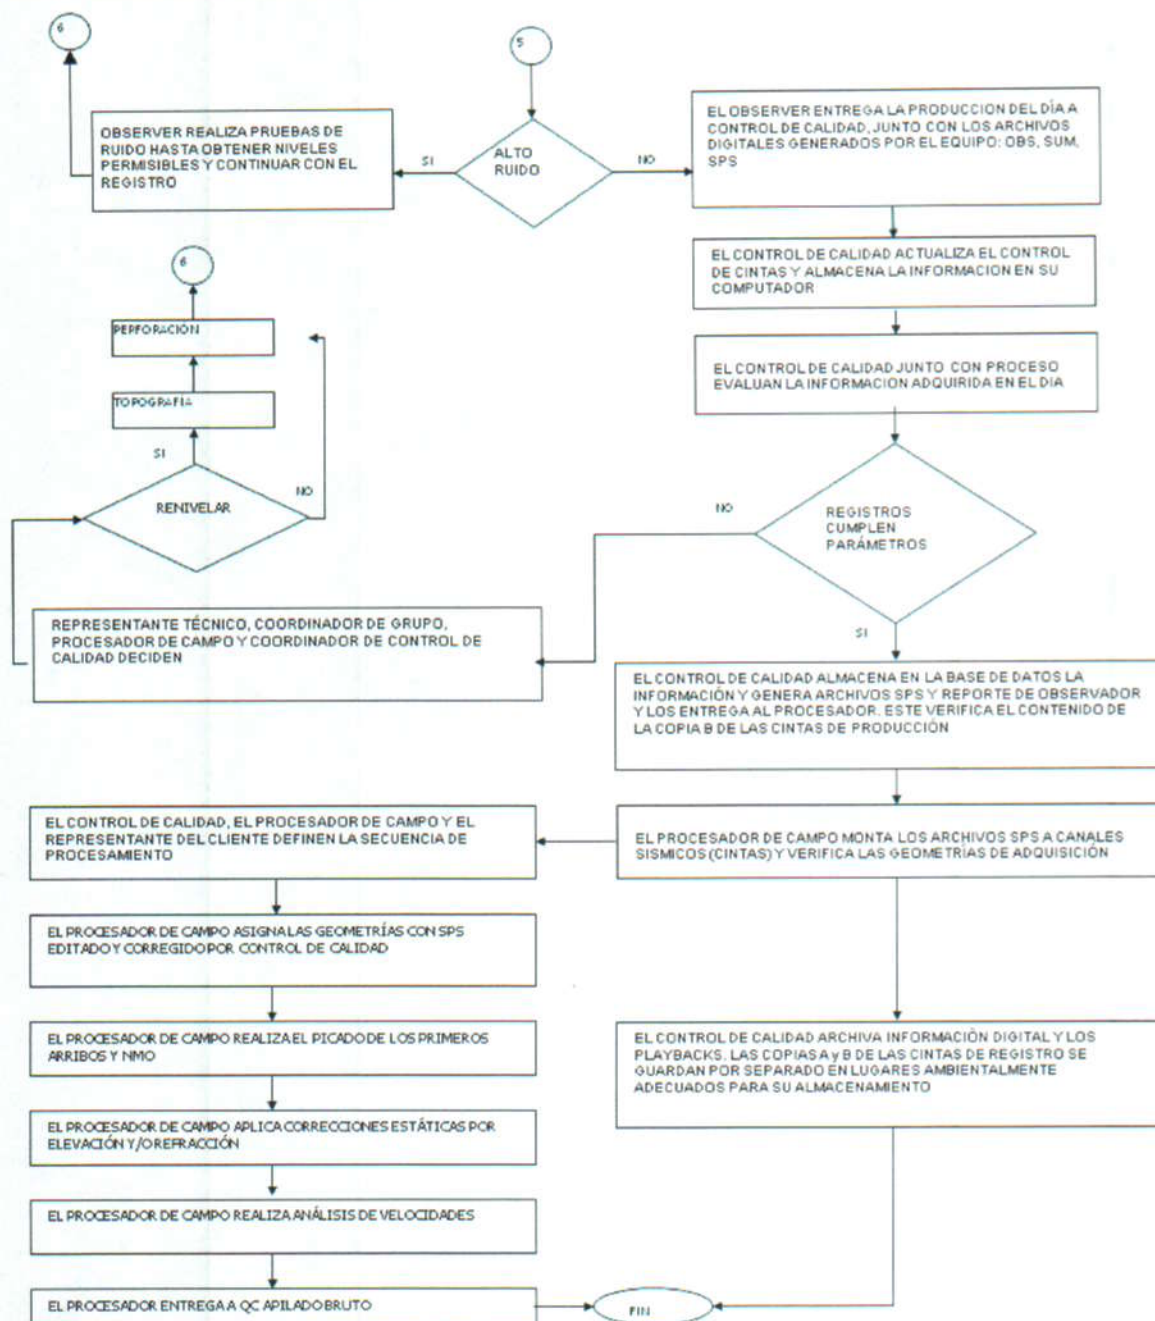 6
5
OBSERVER REALIZA PRUEBAS DE
RUIDO HASTA OBTENER NIVELES
PERMISIBLES Y CONTINUAR CON EL
REGISTRO
SI
ALTO
RUIDO
NO
EL OBSERVER ENTREGA LA PRODUCCION DEL DÍA A
CONTROL DE CALIDAD, JUNTO CON LOS ARCHIVOS
DIGITALES GENERADOS POR EL EQUIPO: OBS, SUM,
SPS
EL CONTROL DE CALIDAD ACTUALIZA EL CONTROL
DE CINTAS Y ALMACENA LA INFORMACION EN SU
COMPUTADOR
EL CONTROL DE CALIDAD JUNTO CON PROCESO
EVALUAN LA INFORMACION ADQUIRIDA EN EL DIA
6
PERFORACIÓN
TOPOGRAFIA
SI
RENIVELAR
NO
NO
REGISTROS
CUMPLEN
PARÁMETROS
SI
REPRESENTANTE TÉCNICO, COORDINADOR DE GRUPO,
PROCESADOR DE CAMPO Y COORDINADOR DE CONTROL DE
CALIDAD DECIDEN
EL CONTROL DE CALIDAD ALMACENA EN LA BASE DE DATOS LA
INFORMACIÓN Y GENERA ARCHIVOS SPS Y REPORTE DE OBSERVADOR
Y LOS ENTREGA AL PROCESADOR. ESTE VERIFICA EL CONTENIDO DE
LA COPIA B DE LAS CINTAS DE PRODUCCIÓN
EL PROCESADOR DE CAMPO MONTA LOS ARCHIVOS SPS A CANALES
SISMICOS (CINTAS) Y VERIFICA LAS GEOMETRÍAS DE ADQUISICIÓN
EL CONTROL DE CALIDAD, EL PROCESADOR DE CAMPO Y EL
REPRESENTANTE DEL CLIENTE DEFINEN LA SECUENCIA DE
PROCESAMIENTO
EL PROCESADOR DE CAMPO ASIGNA LAS GEOMETRÍAS CON SPS
EDITADO Y CORREGIDO POR CONTROL DE CALIDAD
EL PROCESADOR DE CAMPO REALIZA EL PICADO DE LOS PRIMEROS
ARRIBOS Y NMO
EL PROCESADOR DE CAMPO APLICA CORRECCIONES ESTÁTICAS POR
ELEVACIÓN Y/O REFRACCIÓN
EL PROCESADOR DE CAMPO REALIZA ANÁLISIS DE VELOCIDADES
EL PROCESADOR ENTREGA A QC APILADO BRUTO
EL CONTROL DE CALIDAD ARCHIVA INFORMACIÓN DIGITAL Y LOS
PLAYBACKS. LAS COPIAS A y B DE LAS CINTAS DE REGISTRO SE
GUARDAN POR SEPARADO EN LUGARES AMBIENTALMENTE
ADECUADOS PARA SU ALMACENAMIENTO
FIN